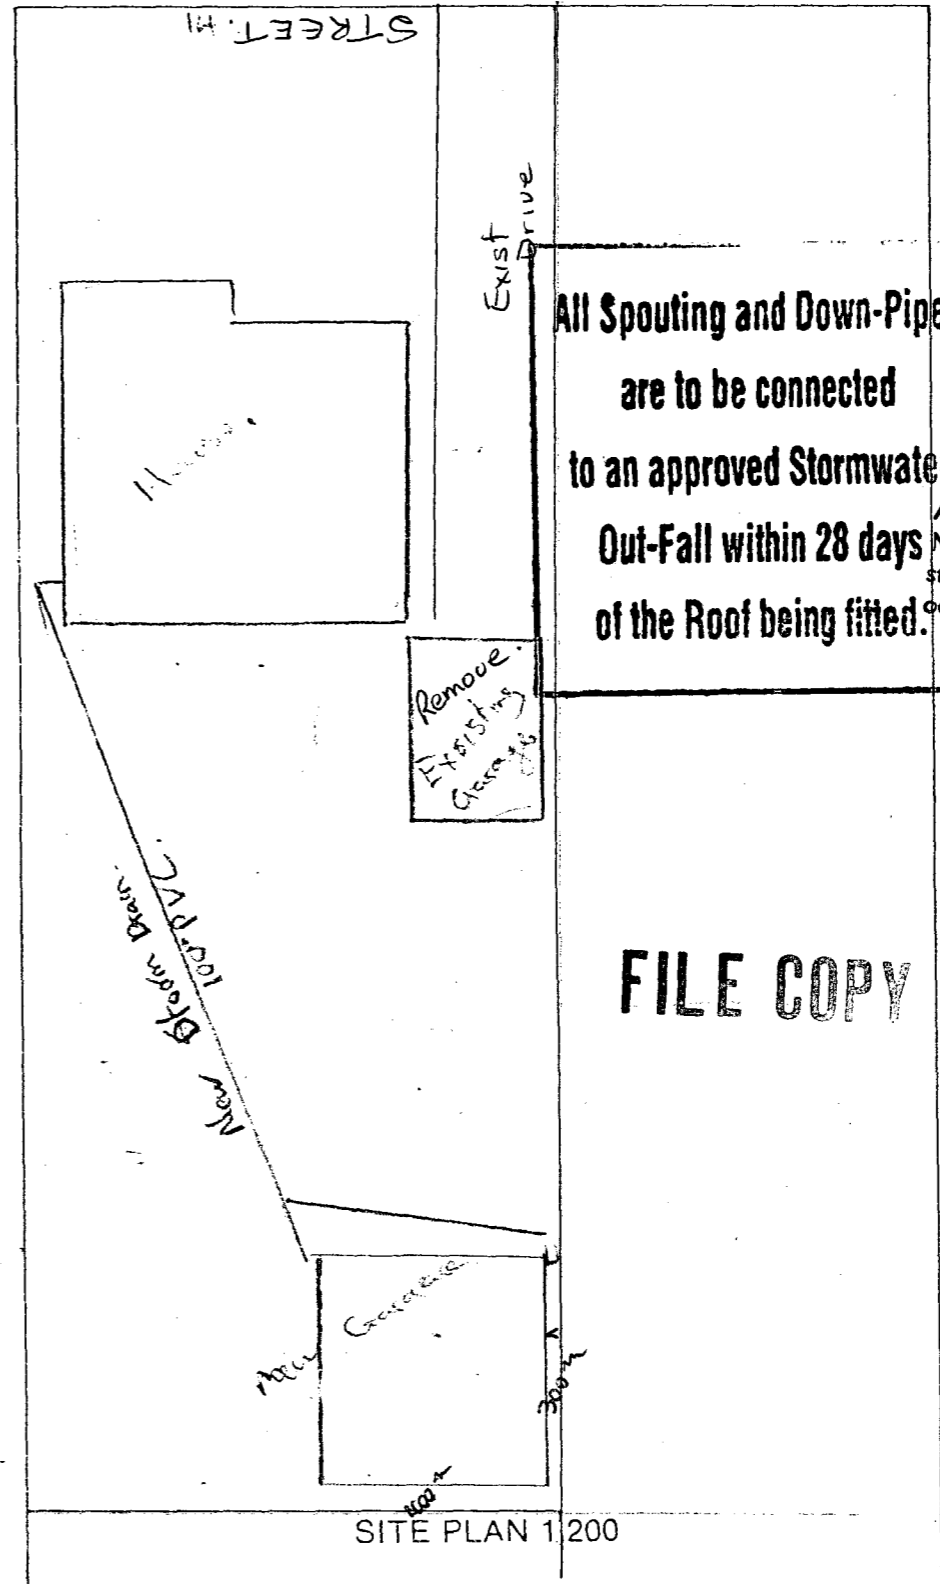 STREET.
Exist
Drive
All Spouting and Down-Pipe
are to be connected
to an approved Stormwate
Out-Fall within 28 days
of the Roof being fitted.
House.
Remove.
Existing
Garage
New Storm Drain.
100 PVC.
FILE COPY
New Garage
300
SITE PLAN 1:200